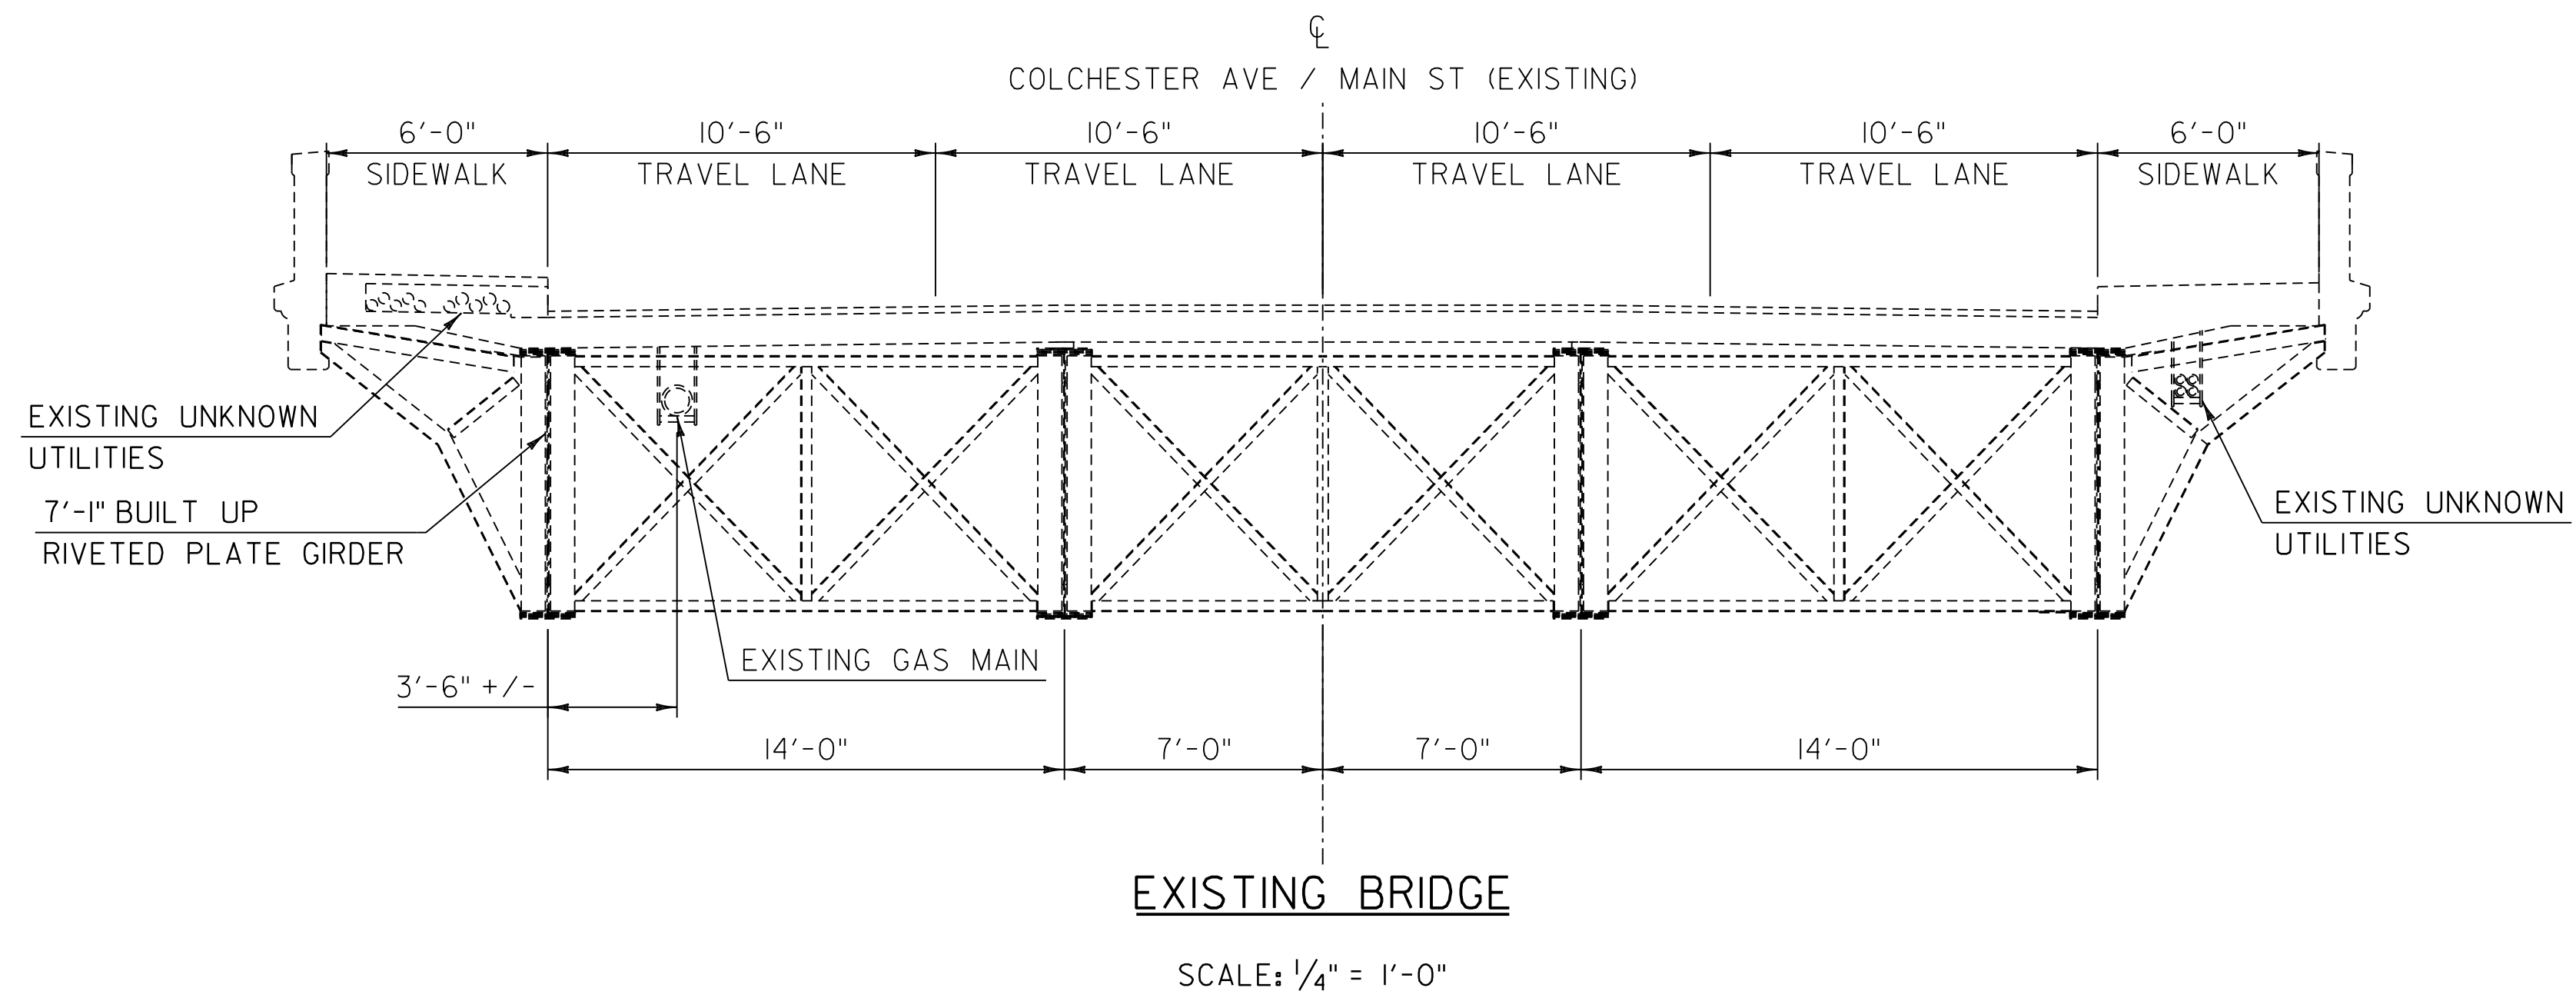 ℄
COLCHESTER AVE / MAIN ST (EXISTING)
6'-0" 10'-6" 10'-6" 10'-6" 10'-6" 6'-0"
SIDEWALK TRAVEL LANE TRAVEL LANE TRAVEL LANE TRAVEL LANE SIDEWALK
EXISTING UNKNOWN
UTILITIES
7'-1" BUILT UP
RIVETED PLATE GIRDER
EXISTING UNKNOWN
UTILITIES
EXISTING GAS MAIN
3'-6" +/-
14'-0" 7'-0" 7'-0" 14'-0"
EXISTING BRIDGE
SCALE: 1/4" = 1'-0"